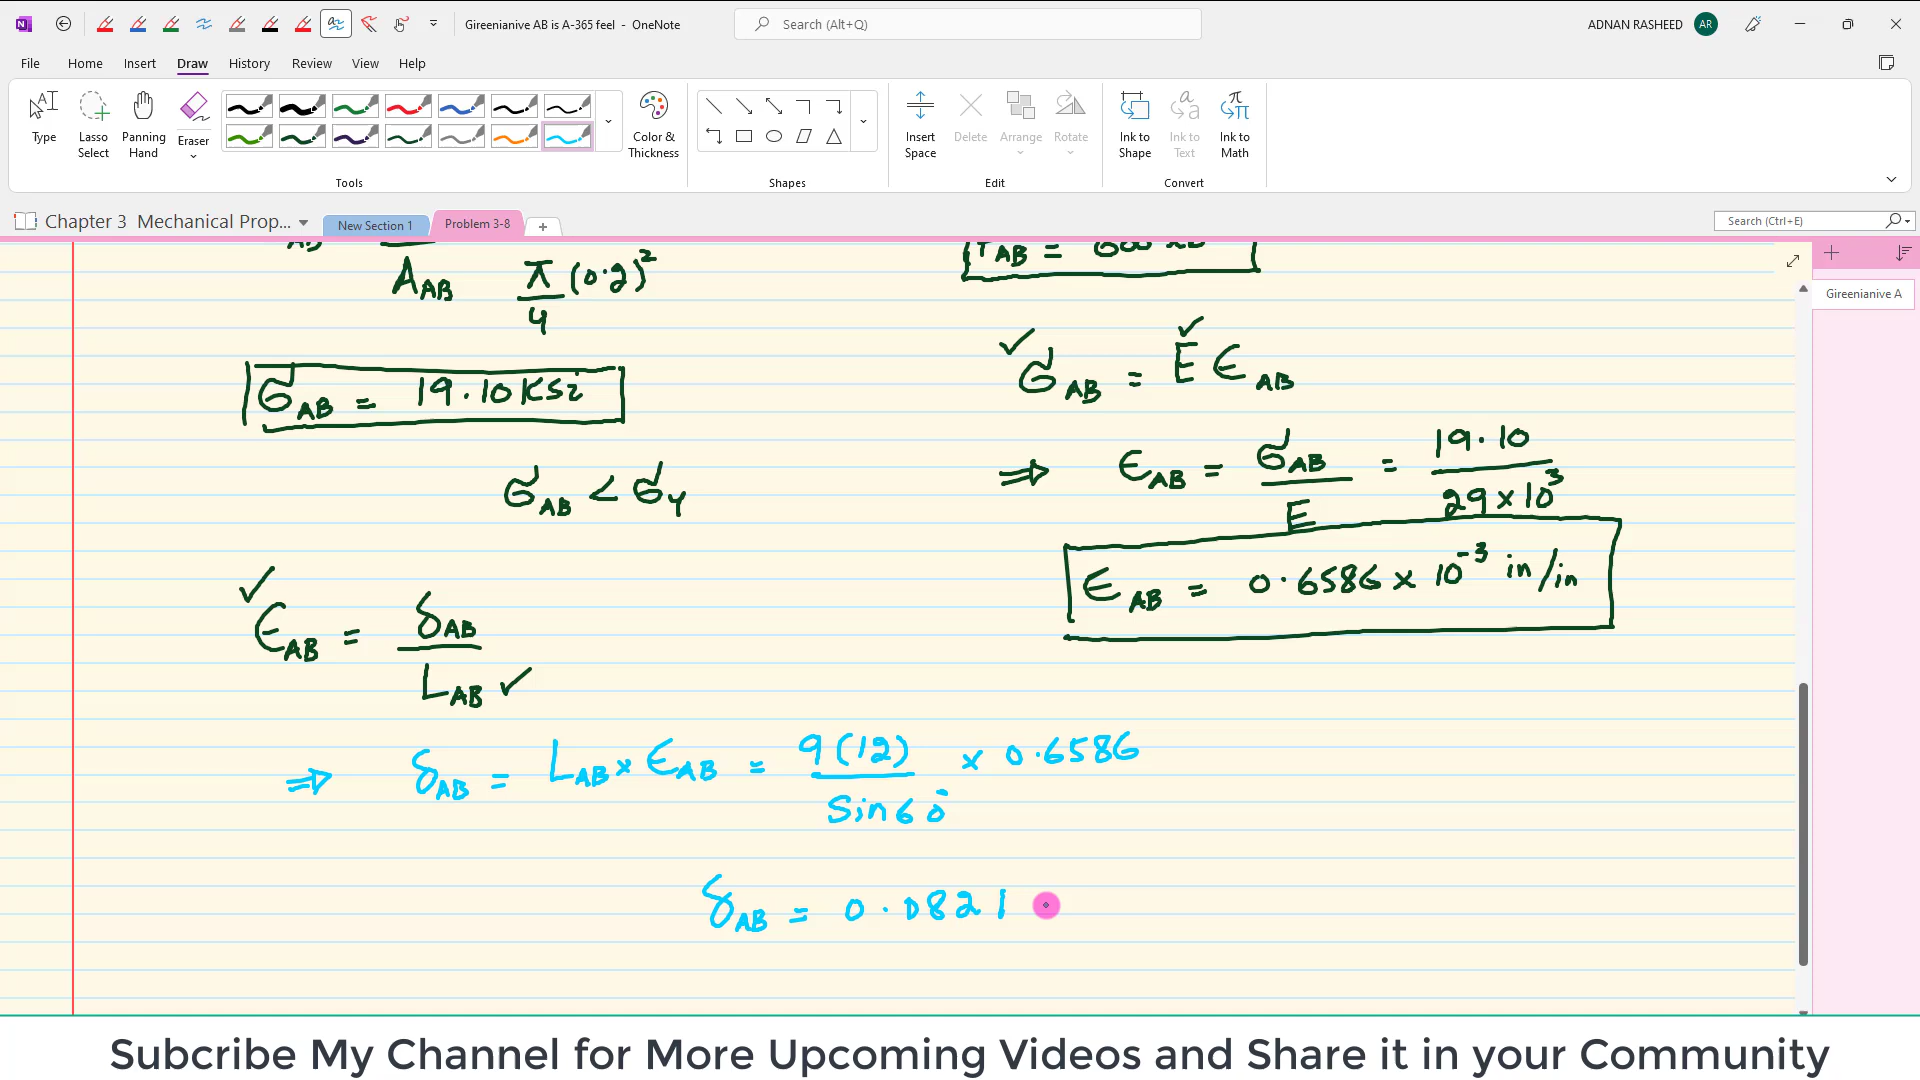 Gireenianive AB is A-365 feel - OneNote
Search (Alt+Q)
ADNAN RASHEED
AR
File Home Insert Draw History Review View Help
Type
Lasso Select
Panning Hand
Eraser
Color & Thickness
Insert Space
Delete
Arrange
Rotate
Ink to Shape
Ink to Text
Ink to Math
Tools
Shapes
Edit
Convert
Chapter 3 Mechanical Prop...
New Section 1
Problem 3-8
Search (Ctrl+E)
Gireenianive A
A_AB π/4 (0.2)²
σ_AB = 19.10 Ksi
σ_AB < σ_Y
ϵ_AB = δ_AB / L_AB ✓
✓ σ_AB = E ϵ_AB
⇒ ϵ_AB = σ_AB / E = 19.10 / 29 × 10³
ϵ_AB = 0.6586 × 10⁻³ in/in
⇒ δ_AB = L_AB × ϵ_AB = 9(12) / Sin 60° × 0.6586
δ_AB = 0.0821
Subcribe My Channel for More Upcoming Videos and Share it in your Community